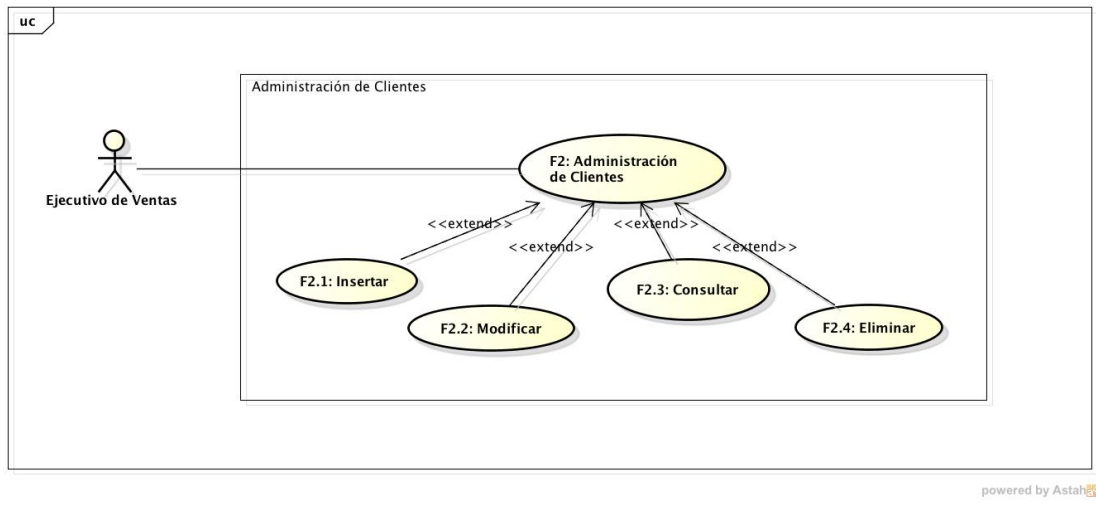 uc
Administración de Clientes
F2: Administración
de Clientes
Ejecutivo de Ventas
<<extend>>
<<extend>>
<<extend>>
<<extend>>
F2.1: Insertar
F2.3: Consultar
F2.2: Modificar
F2.4: Eliminar
powered by Astah